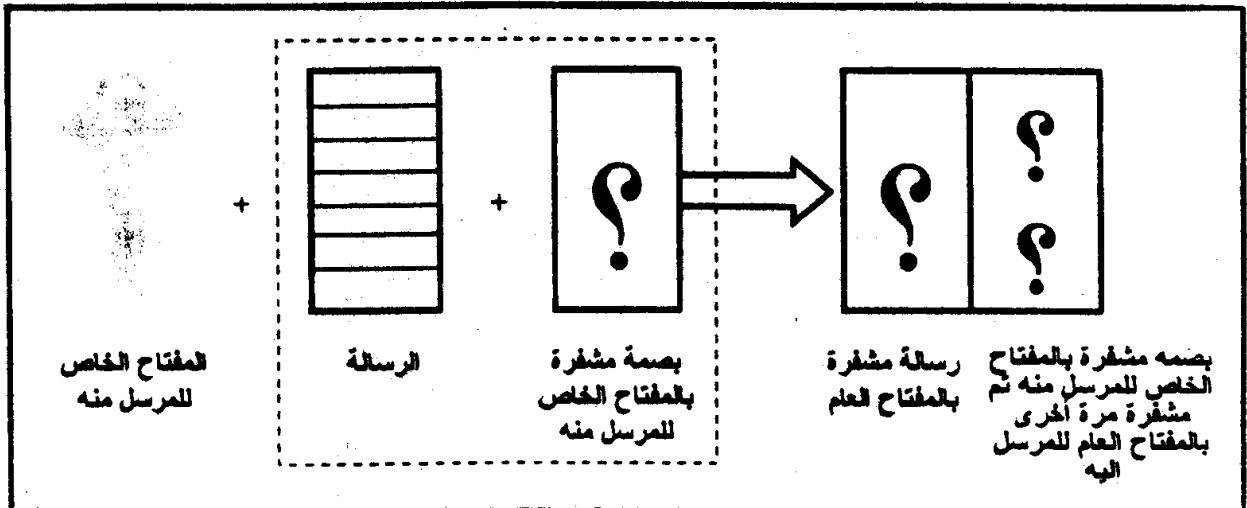 +
+
؟
؟
؟
؟
المفتاح الخاص
للمرسل منه
الرسالة
بصمة مشفرة
بالمفتاح الخاص
للمرسل منه
رسالة مشفرة
بالمفتاح العام
بصمه مشفرة بالمفتاح
الخاص للمرسل منه ثم
مشفرة مرة أخرى
بالمفتاح العام للمرسل
اليه